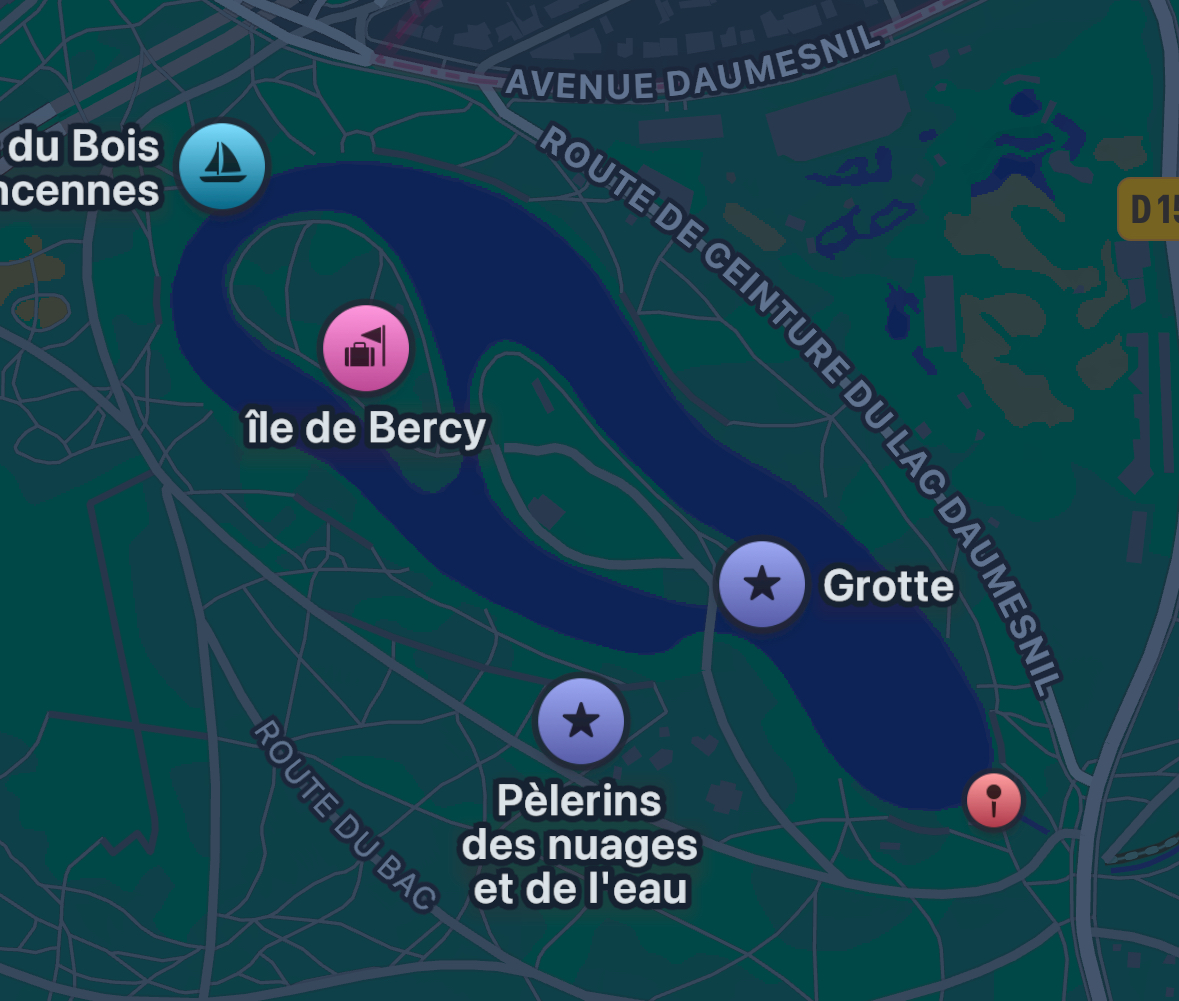 AVENUE DAUMESNIL
du Bois
ncennes
ROUTE DE CEINTURE DU LAC DAUMESNIL
D 15
île de Bercy
Grotte
Pèlerins
des nuages
et de l'eau
ROUTE DU BAC